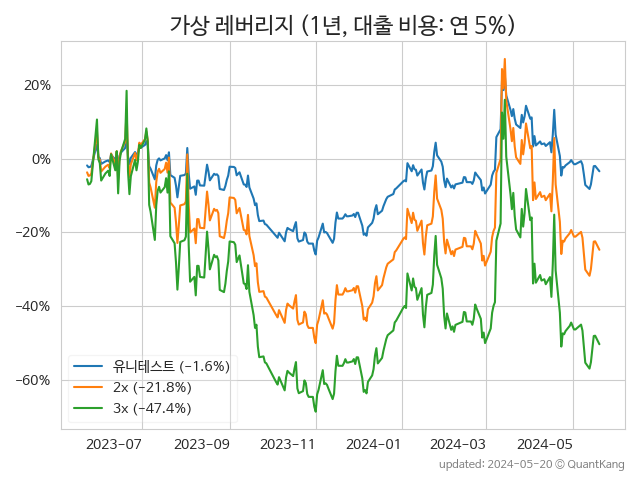 가상 레버리지 (1년, 대출 비용: 연 5%)
20%
0%
−20%
−40%
−60%
유니테스트 (−1.6%)
2x (−21.8%)
3x (−47.4%)
2023-07 2023-09 2023-11 2024-01 2024-03 2024-05
updated: 2024-05-20 © QuantKang